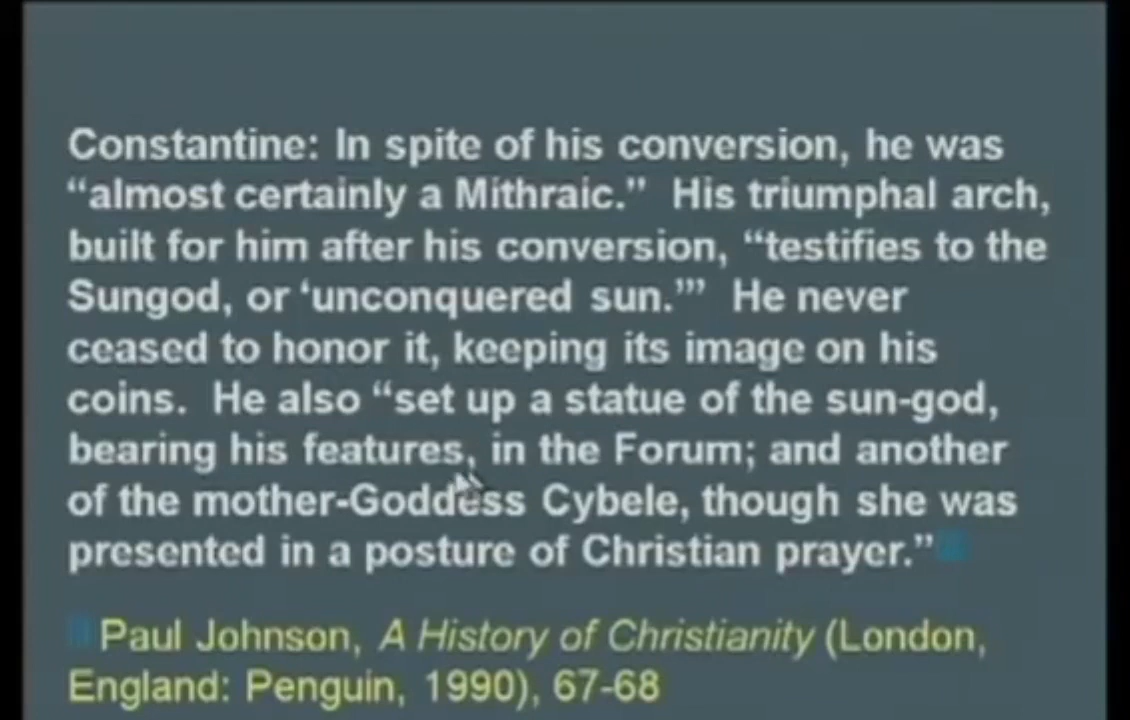 Constantine: In spite of his conversion, he was
“almost certainly a Mithraic.” His triumphal arch,
built for him after his conversion, “testifies to the
Sungod, or ‘unconquered sun.’” He never
ceased to honor it, keeping its image on his
coins. He also “set up a statue of the sun-god,
bearing his features, in the Forum; and another
of the mother-Goddess Cybele, though she was
presented in a posture of Christian prayer.”
Paul Johnson, A History of Christianity (London,
England: Penguin, 1990), 67-68